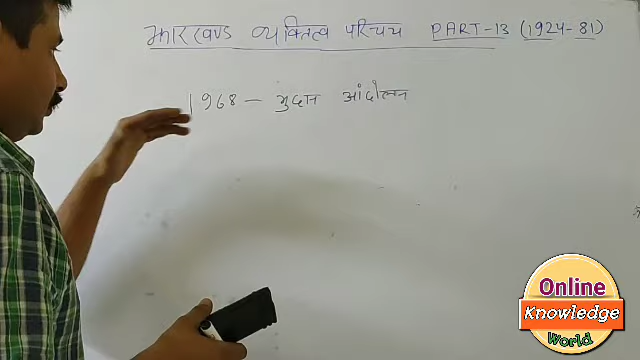 झारखण्ड व्यक्तित्व परिचय PART-13 (1924-81)
1968 — भुदान आंदोलन
Online
Knowledge
World